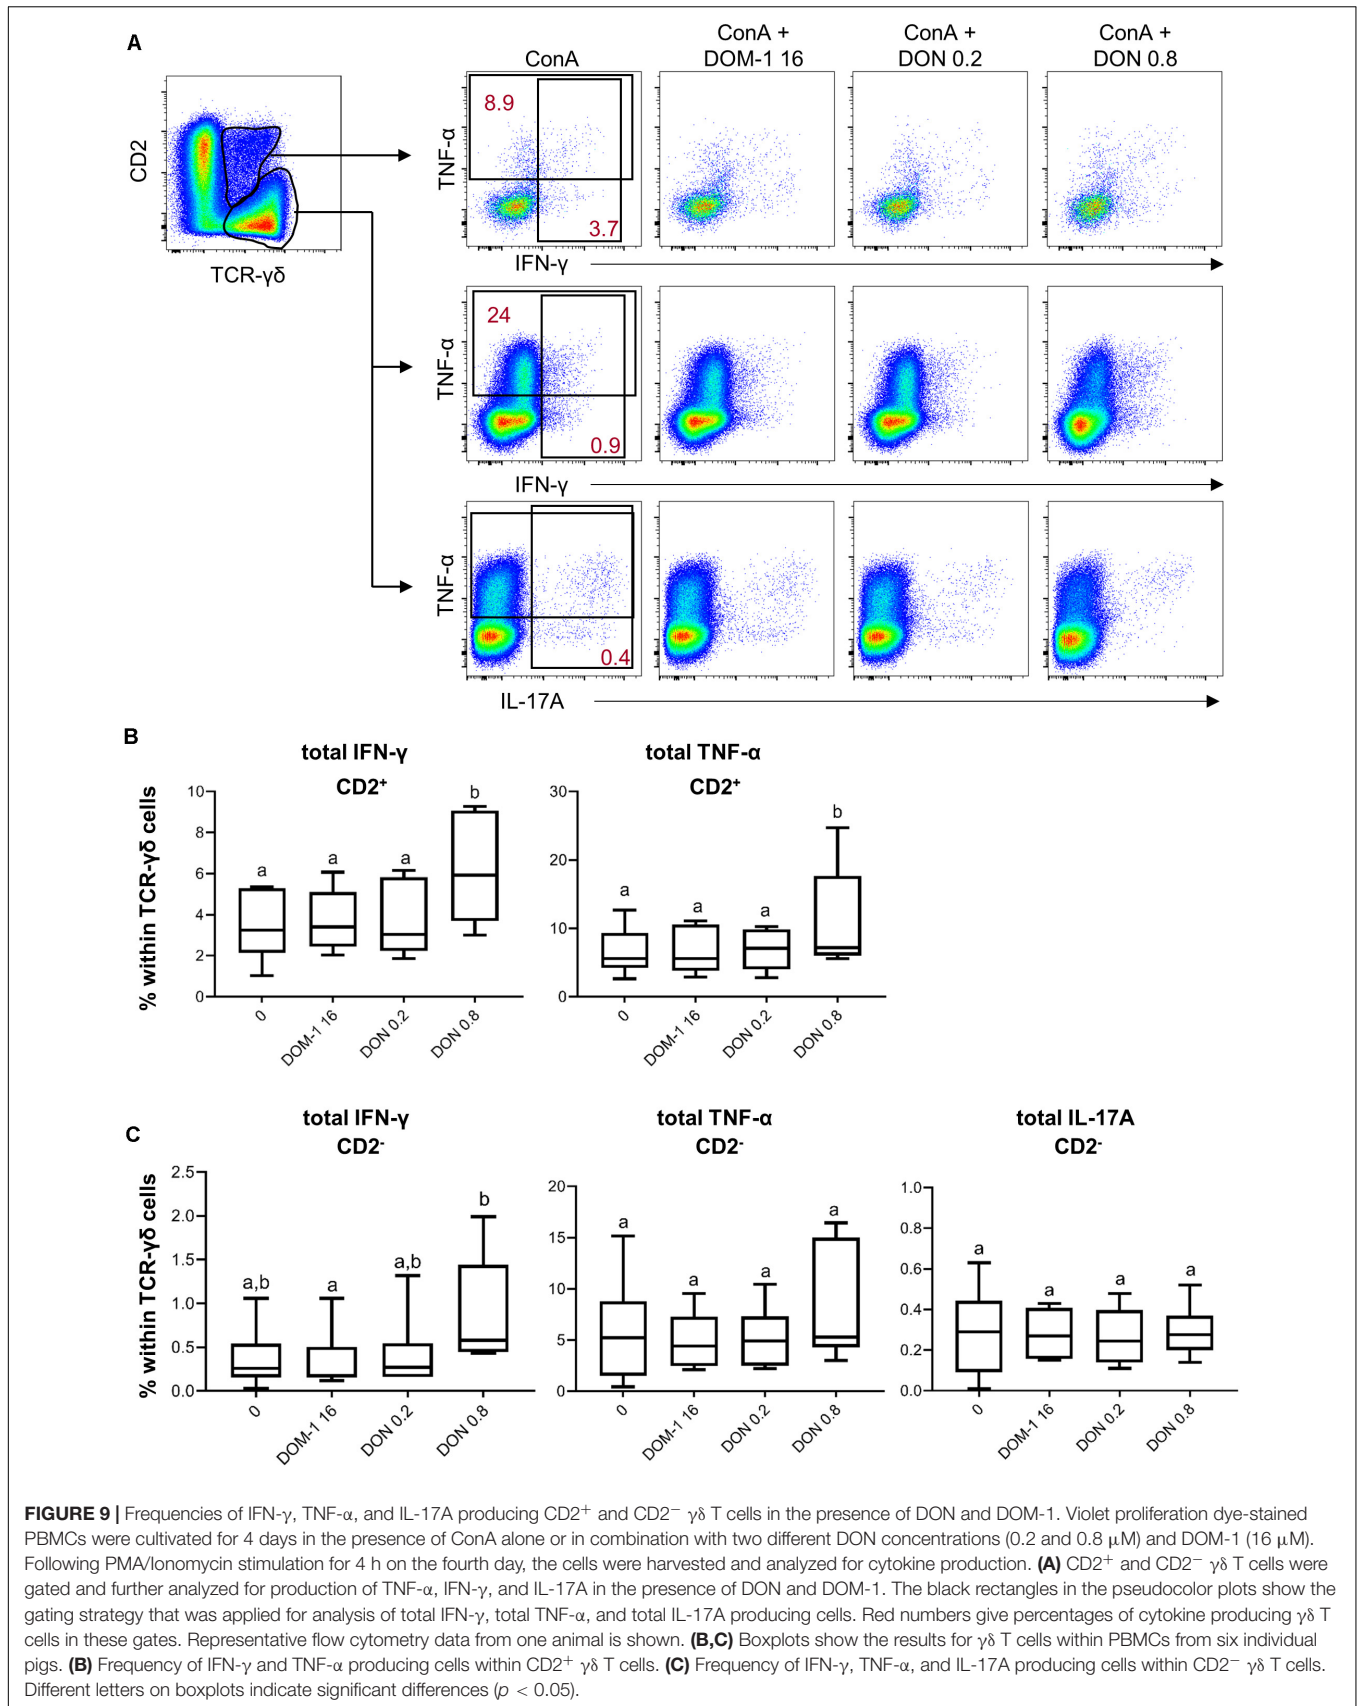 A
ConA
ConA +
DOM-1 16
ConA +
DON 0.2
ConA +
DON 0.8
CD2
TCR-γδ
TNF-α
8.9
3.7
IFN-γ
TNF-α
24
0.9
IFN-γ
TNF-α
0.4
IL-17A
B
total IFN-γ
CD2⁺
% within TCR-γδ cells
10
8
6
4
2
0
a
a
a
b
0
DOM-1 16
DON 0.2
DON 0.8
total TNF-α
CD2⁺
30
20
10
0
a
a
a
b
0
DOM-1 16
DON 0.2
DON 0.8
C
total IFN-γ
CD2⁻
% within TCR-γδ cells
2.5
2.0
1.5
1.0
0.5
0.0
a,b
a
a,b
b
0
DOM-1 16
DON 0.2
DON 0.8
total TNF-α
CD2⁻
20
15
10
5
0
a
a
a
a
0
DOM-1 16
DON 0.2
DON 0.8
total IL-17A
CD2⁻
1.0
0.8
0.6
0.4
0.2
0.0
a
a
a
a
0
DOM-1 16
DON 0.2
DON 0.8
FIGURE 9 | Frequencies of IFN-γ, TNF-α, and IL-17A producing CD2⁺ and CD2⁻ γδ T cells in the presence of DON and DOM-1. Violet proliferation dye-stained
PBMCs were cultivated for 4 days in the presence of ConA alone or in combination with two different DON concentrations (0.2 and 0.8 μM) and DOM-1 (16 μM).
Following PMA/Ionomycin stimulation for 4 h on the fourth day, the cells were harvested and analyzed for cytokine production. (A) CD2⁺ and CD2⁻ γδ T cells were
gated and further analyzed for production of TNF-α, IFN-γ, and IL-17A in the presence of DON and DOM-1. The black rectangles in the pseudocolor plots show the
gating strategy that was applied for analysis of total IFN-γ, total TNF-α, and total IL-17A producing cells. Red numbers give percentages of cytokine producing γδ T
cells in these gates. Representative flow cytometry data from one animal is shown. (B,C) Boxplots show the results for γδ T cells within PBMCs from six individual
pigs. (B) Frequency of IFN-γ and TNF-α producing cells within CD2⁺ γδ T cells. (C) Frequency of IFN-γ, TNF-α, and IL-17A producing cells within CD2⁻ γδ T cells.
Different letters on boxplots indicate significant differences (p < 0.05).